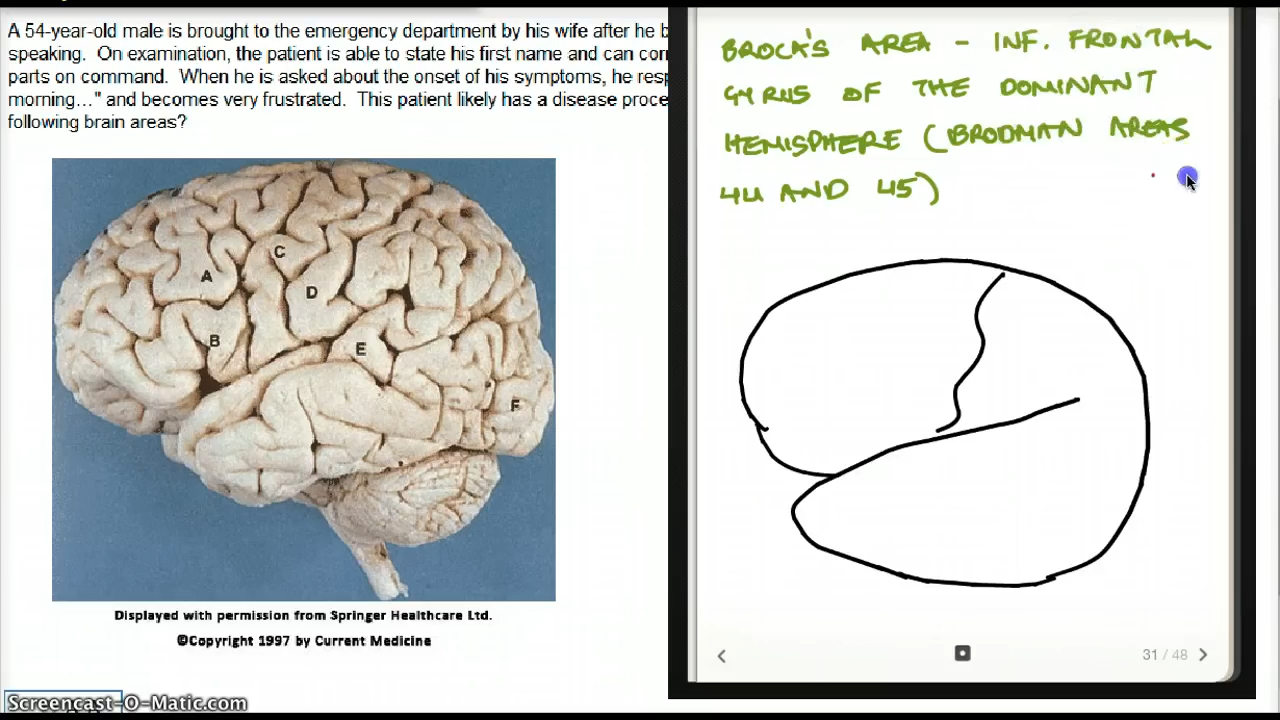 A 54-year-old male is brought to the emergency department by his wife after he
speaking. On examination, the patient is able to state his first name and can
parts on command. When he is asked about the onset of his symptoms, he
morning..." and becomes very frustrated. This patient likely has a disease
following brain areas?
A
C
D
B
E
F
Displayed with permission from Springer Healthcare Ltd.
©Copyright 1997 by Current Medicine
Screencast-O-Matic.com
BROCA'S AREA - INF. FRONTAL
GYRUS OF THE DOMINANT
HEMISPHERE (BRODMAN AREAS
44 AND 45)
31 / 48